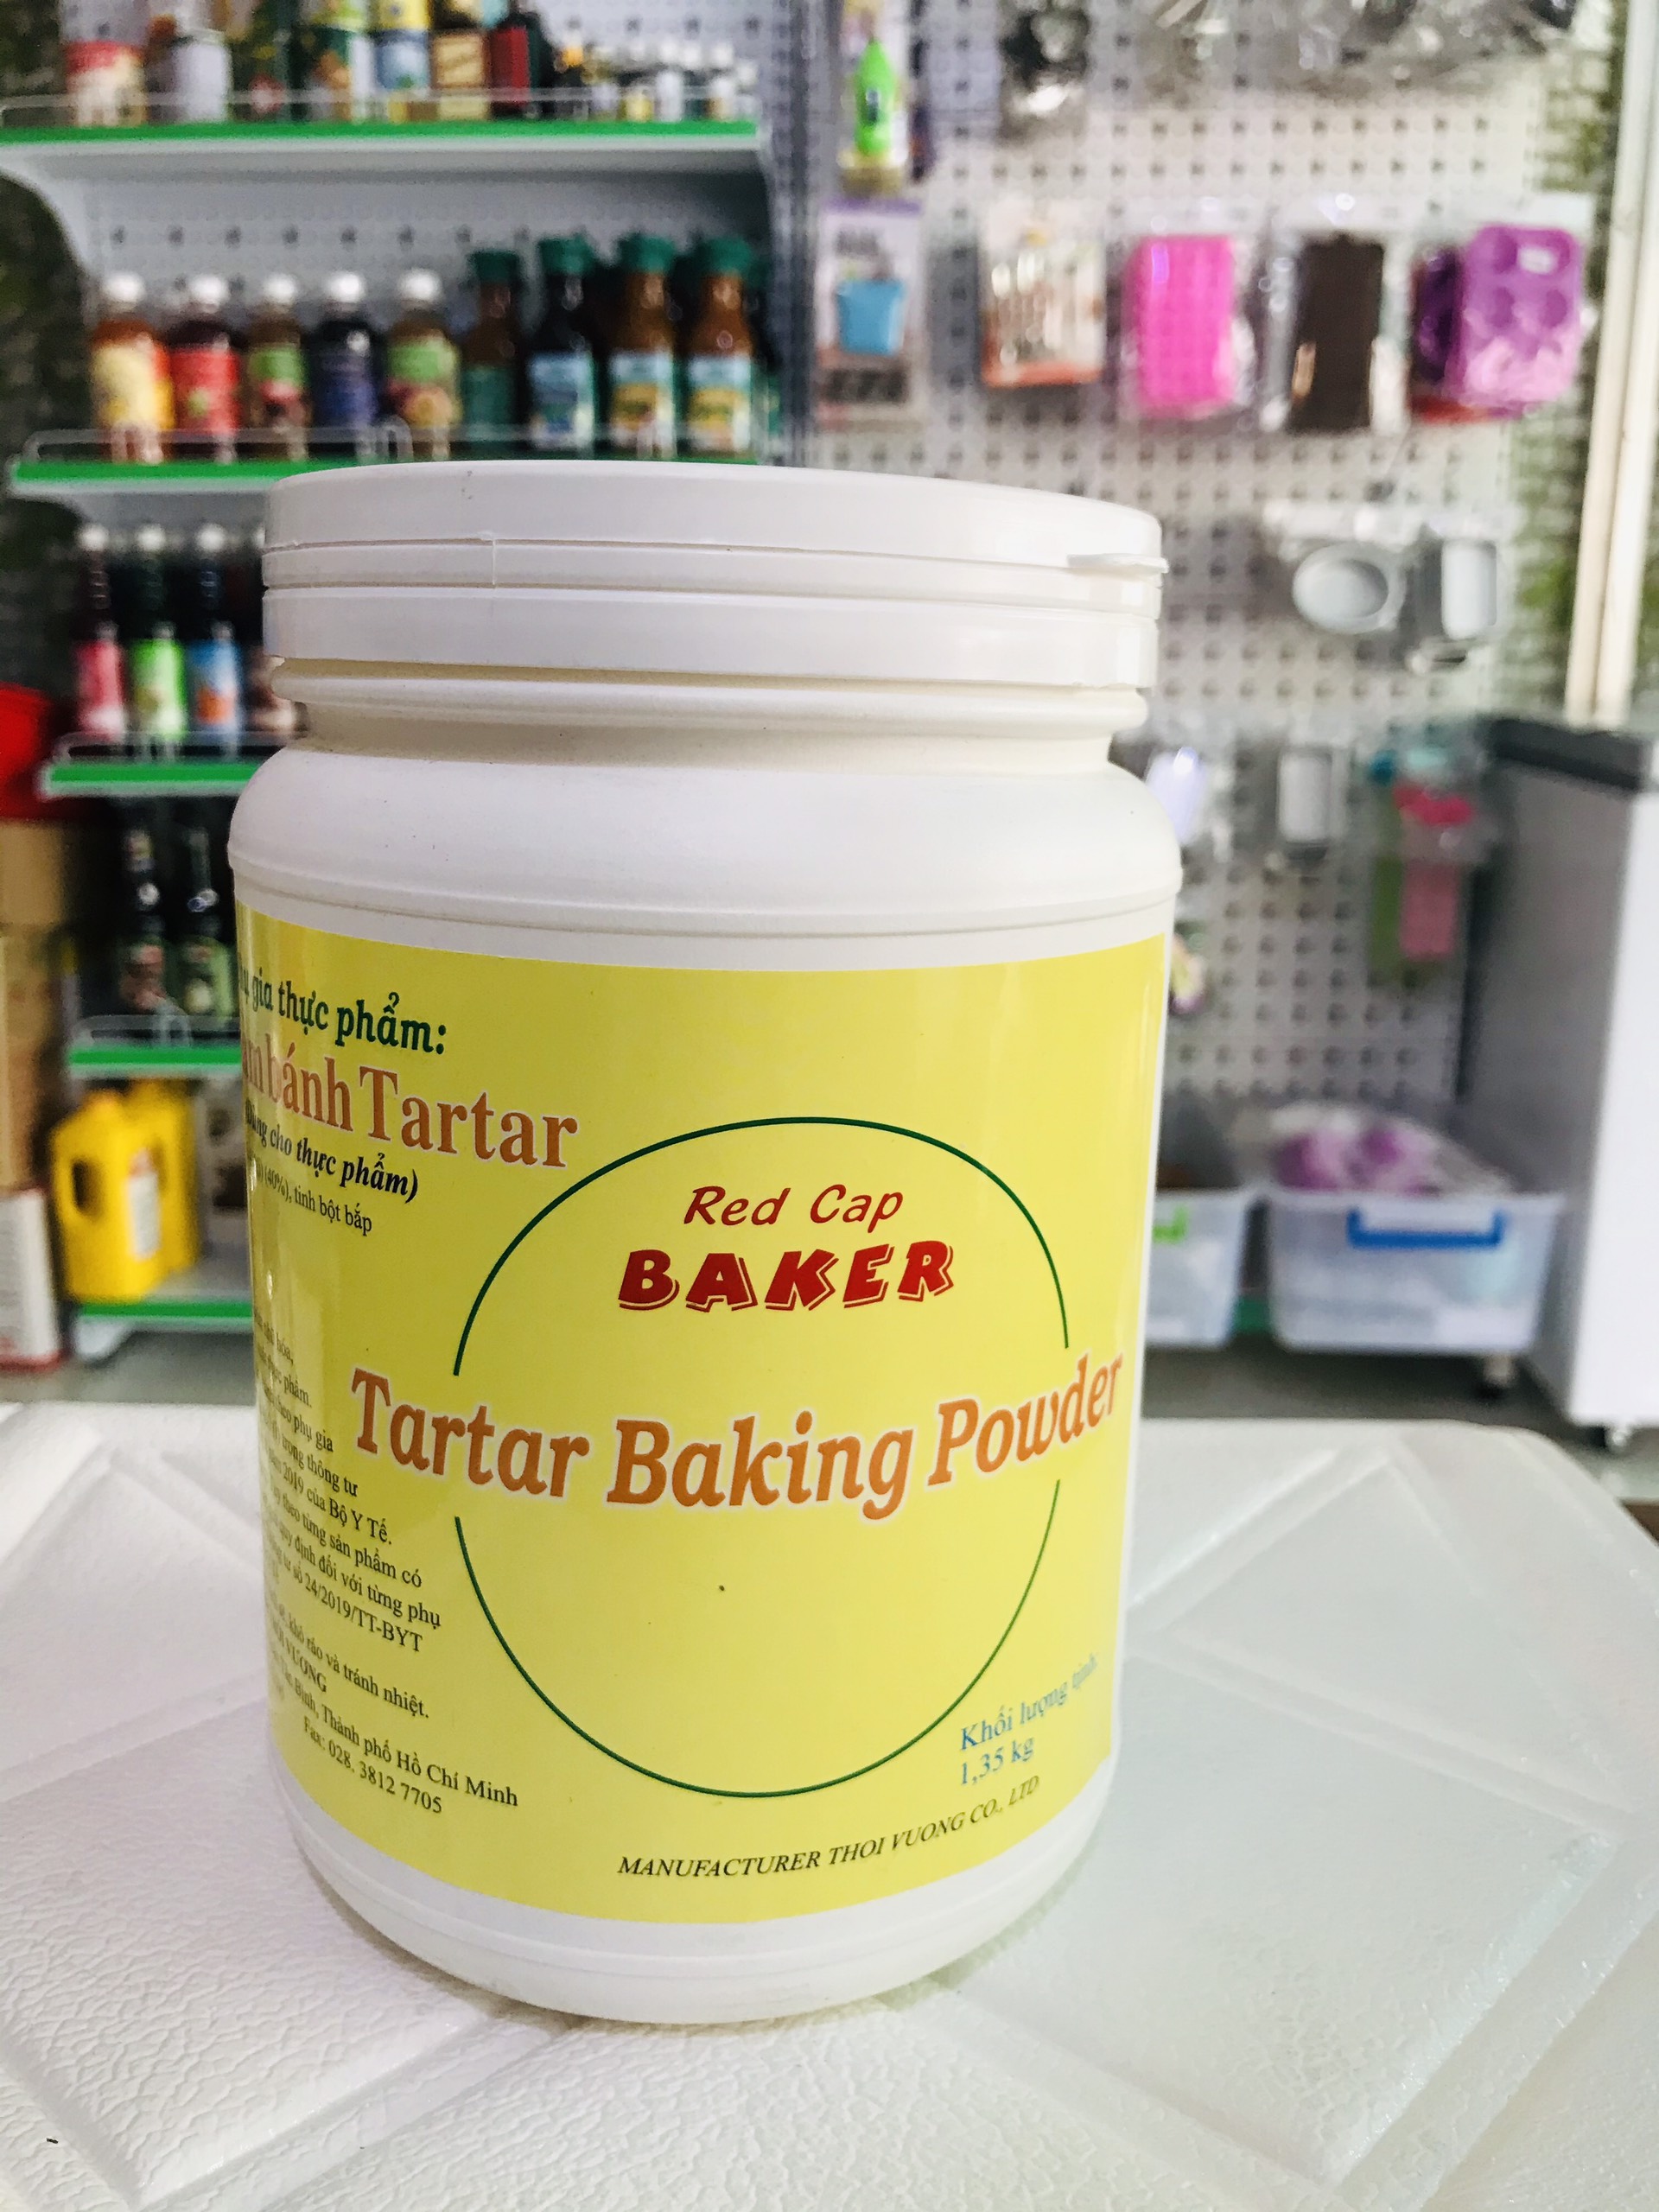 gia thực phẩm:
bánh Tartar
cho thực phẩm)
(40%), tinh bột bắp
phẩm.
theo phụ gia
trong thông tư
2019 của Bộ Y Tế.
theo từng sản phẩm có
quy định đối với từng phụ
số 24/2019/TT-BYT
khô ráo và tránh nhiệt.
VƯƠNG
Bình, Thành phố Hồ Chí Minh
Fax: 028. 3812 7705
Red Cap
BAKER
Tartar Baking Powder
Khối lượng tịnh
1,35 kg
MANUFACTURER THOI VUONG CO., LTD